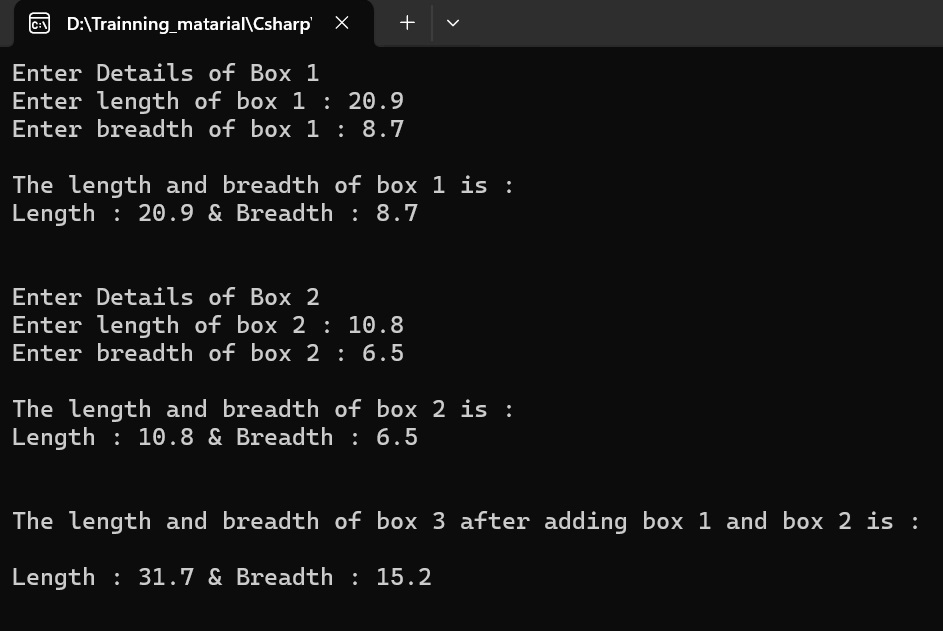 D:\Trainning_matarial\Csharp\
Enter Details of Box 1
Enter length of box 1 : 20.9
Enter breadth of box 1 : 8.7
The length and breadth of box 1 is :
Length : 20.9 & Breadth : 8.7
Enter Details of Box 2
Enter length of box 2 : 10.8
Enter breadth of box 2 : 6.5
The length and breadth of box 2 is :
Length : 10.8 & Breadth : 6.5
The length and breadth of box 3 after adding box 1 and box 2 is :
Length : 31.7 & Breadth : 15.2